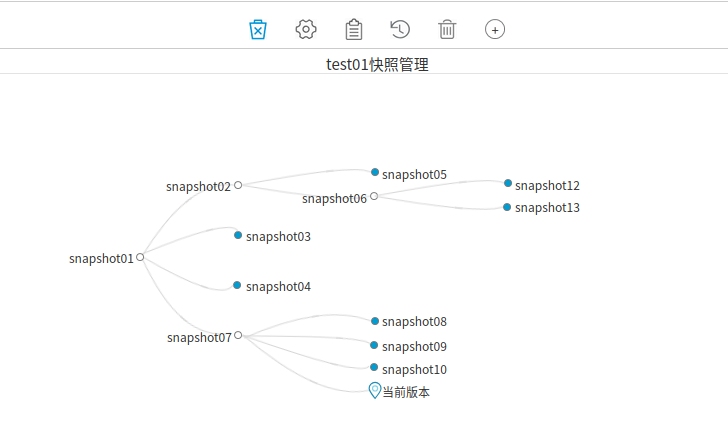 test01快照管理
snapshot05
snapshot02
snapshot12
snapshot06
snapshot13
snapshot03
snapshot01
snapshot04
snapshot08
snapshot07
snapshot09
snapshot10
当前版本